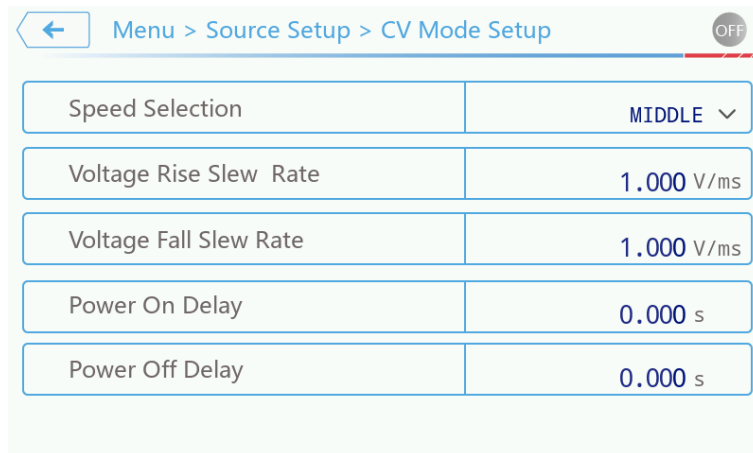 Menu > Source Setup > CV Mode Setup OFF
Speed Selection MIDDLE
Voltage Rise Slew Rate 1.000 V/ms
Voltage Fall Slew Rate 1.000 V/ms
Power On Delay 0.000 s
Power Off Delay 0.000 s